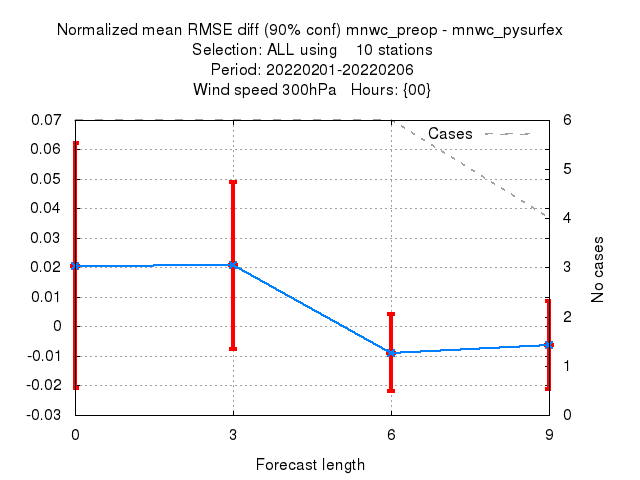 Normalized mean RMSE diff (90% conf) mnwc_preop - mnwc_pysurfex
Selection: ALL using    10 stations
Period: 20220201-20220206
Wind speed 300hPa   Hours: {00}
0.07
0.06
0.05
0.04
0.03
0.02
0.01
0
-0.01
-0.02
-0.03
Cases
6
5
4
3
2
1
0
No cases
0 3 6 9
Forecast length